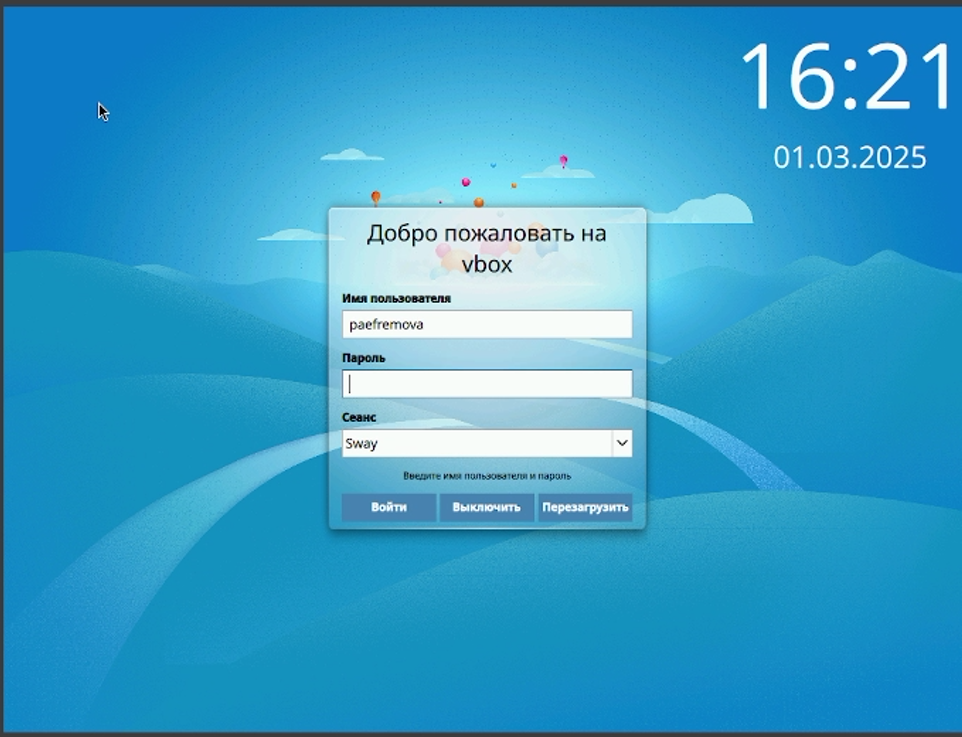 16:21
01.03.2025
Добро пожаловать на
vbox
Имя пользователя
paefremova
Пароль
Сеанс
Sway
Введите имя пользователя и пароль
Войти Выключить Перезагрузить